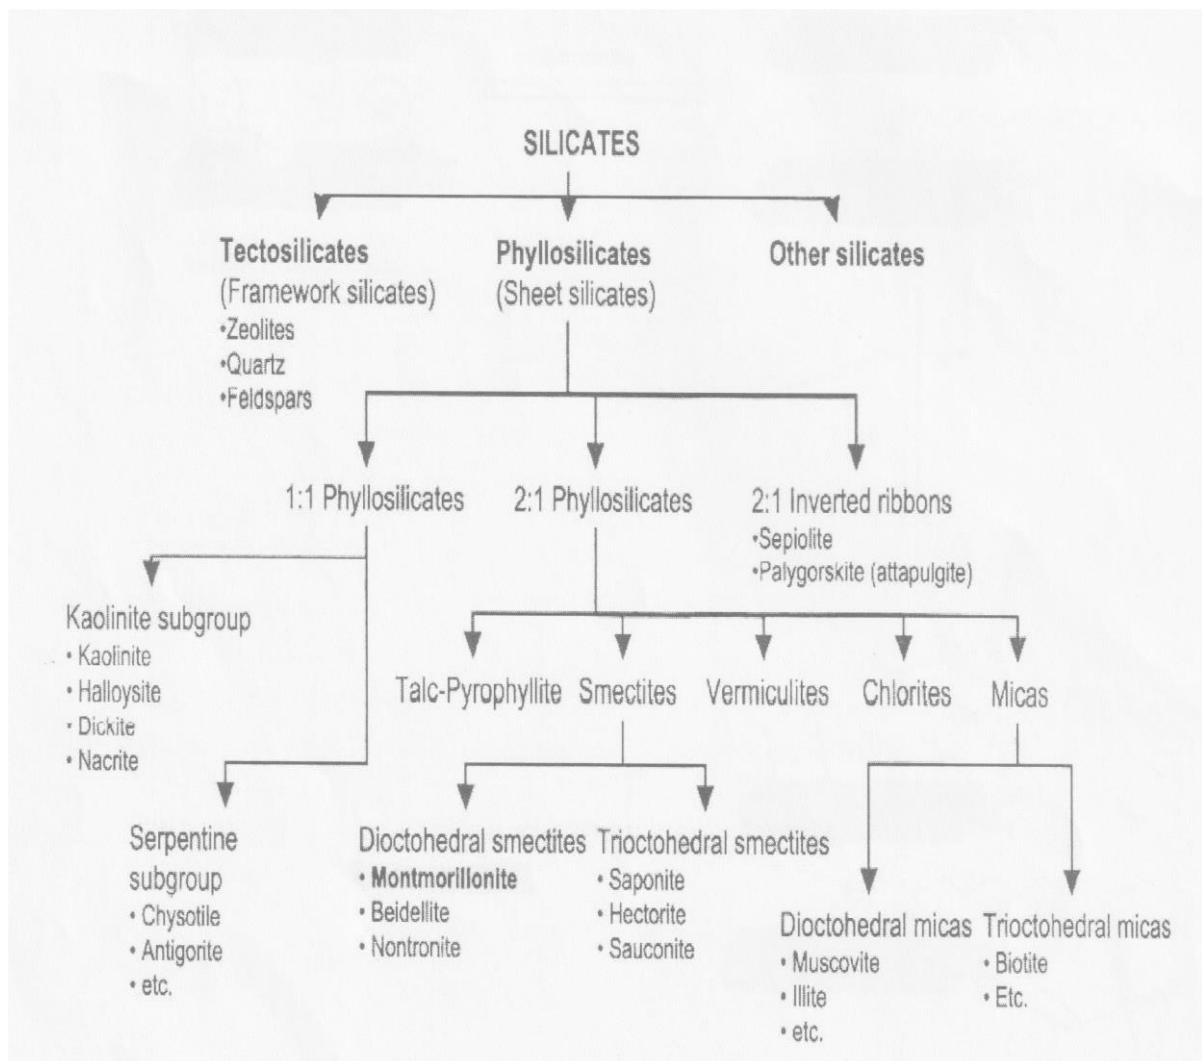 SILICATES
Tectosilicates
(Framework silicates)
•Zeolites
•Quartz
•Feldspars
Phyllosilicates
(Sheet silicates)
Other silicates
1:1 Phyllosilicates
2:1 Phyllosilicates
2:1 Inverted ribbons
•Sepiolite
•Palygorskite (attapulgite)
Kaolinite subgroup
• Kaolinite
• Halloysite
• Dickite
• Nacrite
Talc-Pyrophyllite
Smectites
Vermiculites
Chlorites
Micas
Serpentine
subgroup
• Chysotile
• Antigorite
• etc.
Dioctohedral smectites
• Montmorillonite
• Beidellite
• Nontronite
Trioctohedral smectites
• Saponite
• Hectorite
• Sauconite
Dioctohedral micas
• Muscovite
• Illite
• etc.
Trioctohedral micas
• Biotite
• Etc.